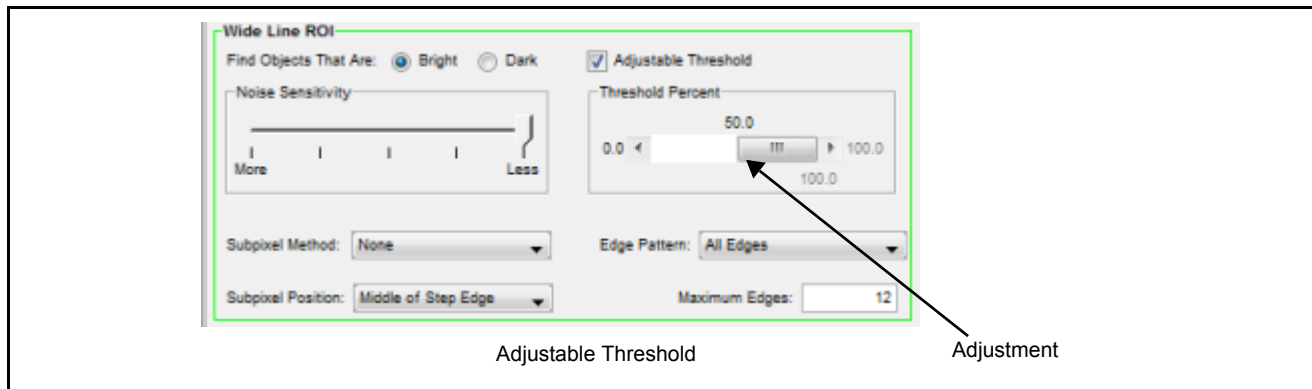 Wide Line ROI
Find Objects That Are: Bright Dark
Adjustable Threshold
Noise Sensitivity
More Less
Threshold Percent
50.0
0.0 100.0
100.0
Subpixel Method: None
Edge Pattern: All Edges
Subpixel Position: Middle of Step Edge
Maximum Edges: 12
Adjustable Threshold
Adjustment